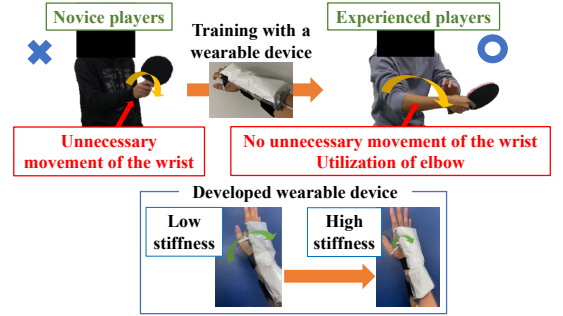 Novice players
Training with a
wearable device
Experienced players
Unnecessary
movement of the wrist
No unnecessary movement of the wrist
Utilization of elbow
Developed wearable device
Low
stiffness
High
stiffness